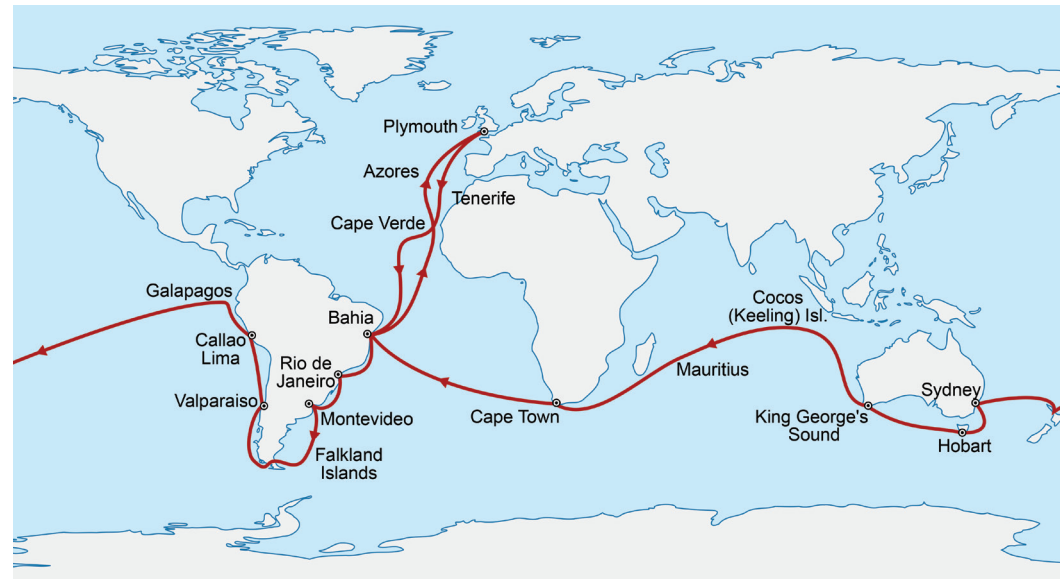 Plymouth
Azores
Tenerife
Cape Verde
Galapagos
Cocos
(Keeling) Isl.
Bahia
Callao
Lima
Rio de
Janeiro
Mauritius
Valparaiso
Montevideo
Cape Town
Sydney
King George's
Sound
Hobart
Falkland
Islands